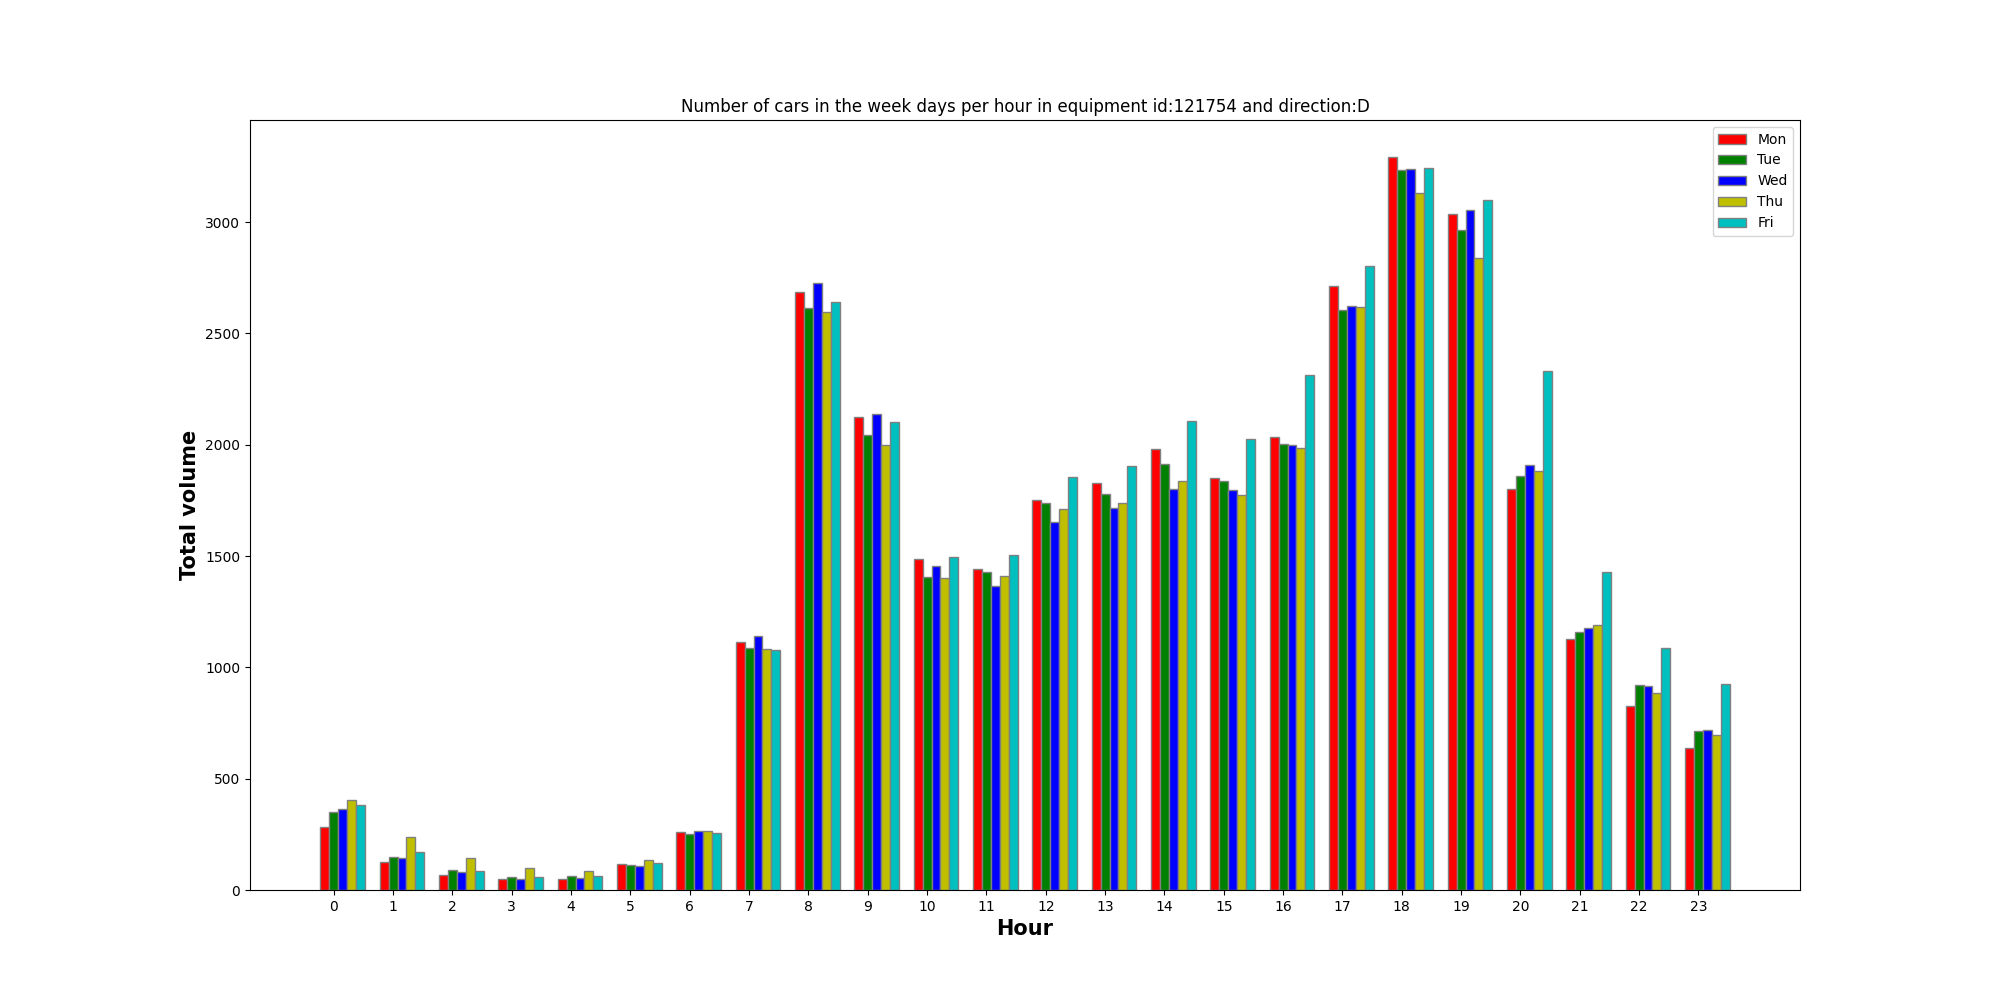 Number of cars in the week days per hour in equipment id:121754 and direction:D
Mon
Tue
Wed
Thu
Fri
3000
2500
2000
1500
1000
500
0
Total volume
0 1 2 3 4 5 6 7 8 9 10 11 12 13 14 15 16 17 18 19 20 21 22 23
Hour